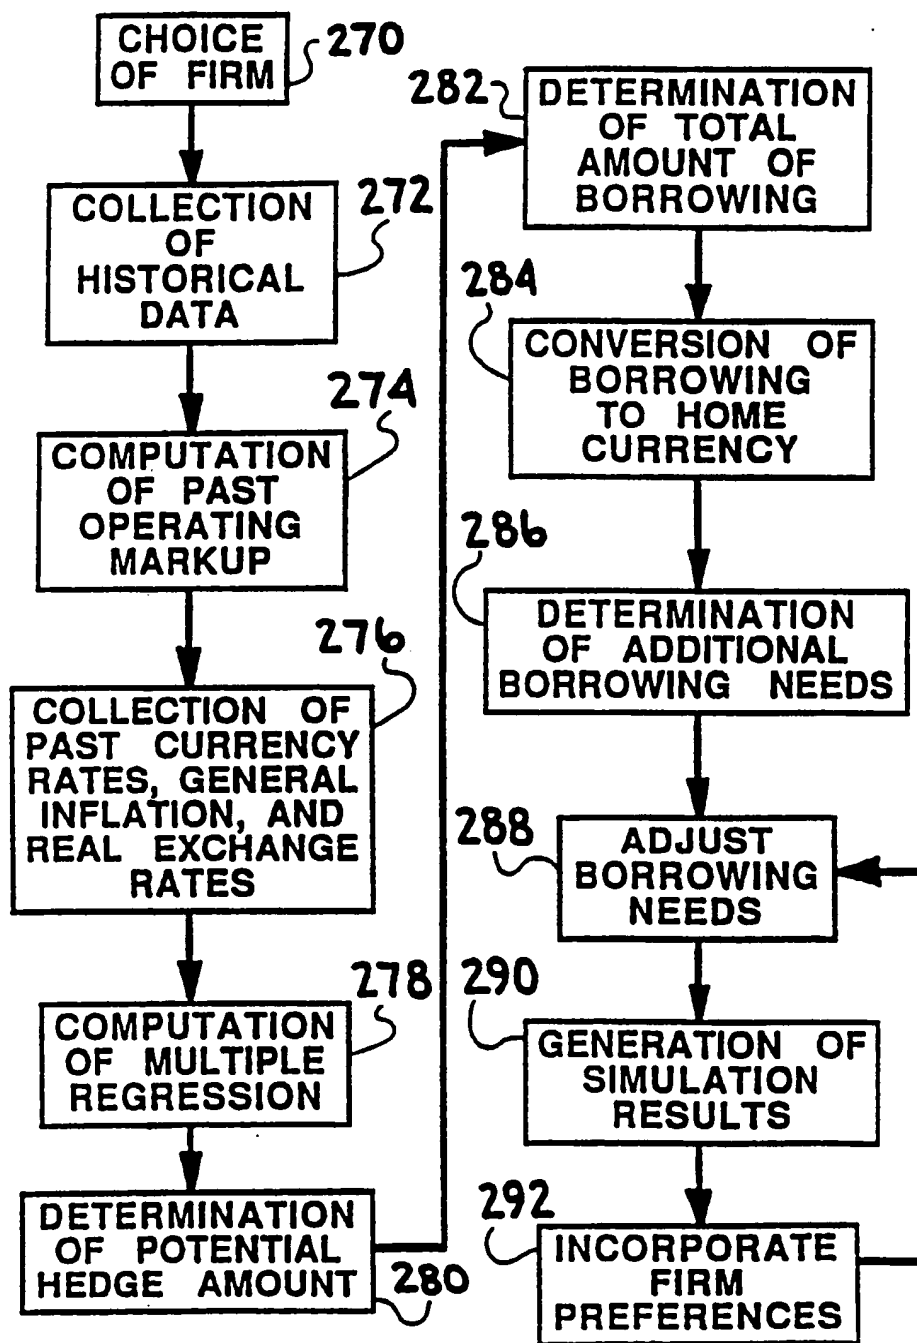 CHOICE
OF FIRM
270
COLLECTION
OF
HISTORICAL
DATA
272
COMPUTATION
OF PAST
OPERATING
MARKUP
274
COLLECTION OF
PAST CURRENCY
RATES, GENERAL
INFLATION, AND
REAL EXCHANGE
RATES
276
COMPUTATION
OF MULTIPLE
REGRESSION
278
DETERMINATION
OF POTENTIAL
HEDGE AMOUNT
280
282
DETERMINATION
OF TOTAL
AMOUNT OF
BORROWING
284
CONVERSION OF
BORROWING
TO HOME
CURRENCY
286
DETERMINATION
OF ADDITIONAL
BORROWING NEEDS
288
ADJUST
BORROWING
NEEDS
290
GENERATION OF
SIMULATION
RESULTS
292
INCORPORATE
FIRM
PREFERENCES